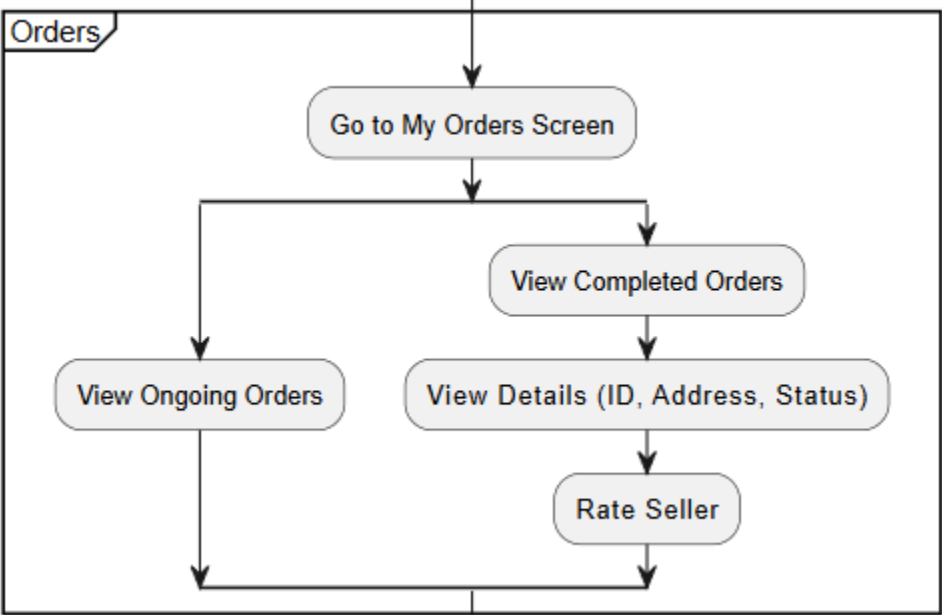 Orders
Go to My Orders Screen
View Completed Orders
View Ongoing Orders
View Details (ID, Address, Status)
Rate Seller